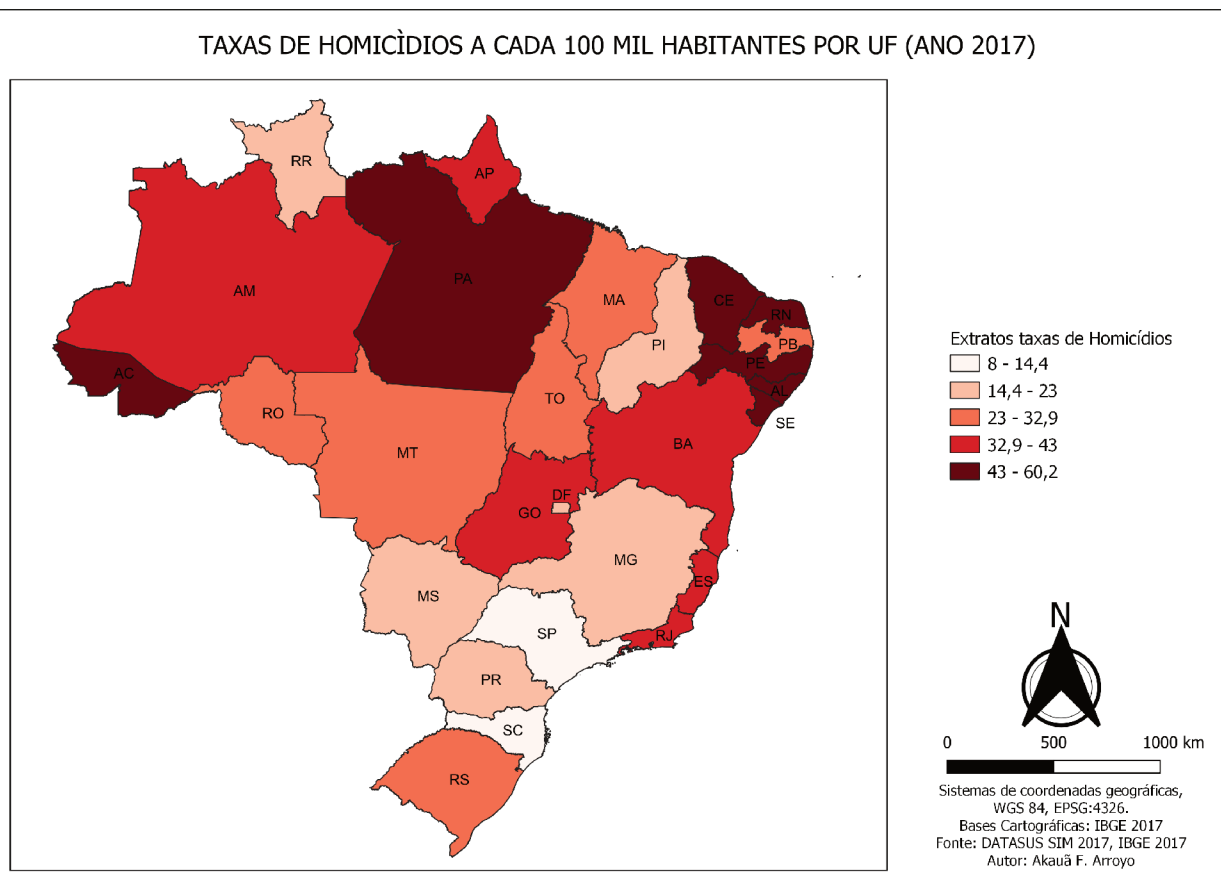 TAXAS DE HOMICÌDIOS A CADA 100 MIL HABITANTES POR UF (ANO 2017)
RR
AP
AM
PA
MA
CE
RN
PI
PB
PE
AC
AL
TO
RO
SE
BA
MT
DF
GO
MG
ES
MS
SP
RJ
PR
SC
RS
Extratos taxas de Homicídios
8 - 14,4
14,4 - 23
23 - 32,9
32,9 - 43
43 - 60,2
N
0 500 1000 km
Sistemas de coordenadas geográficas,
WGS 84, EPSG:4326.
Bases Cartográficas: IBGE 2017
Fonte: DATASUS SIM 2017, IBGE 2017
Autor: Akauã F. Arroyo